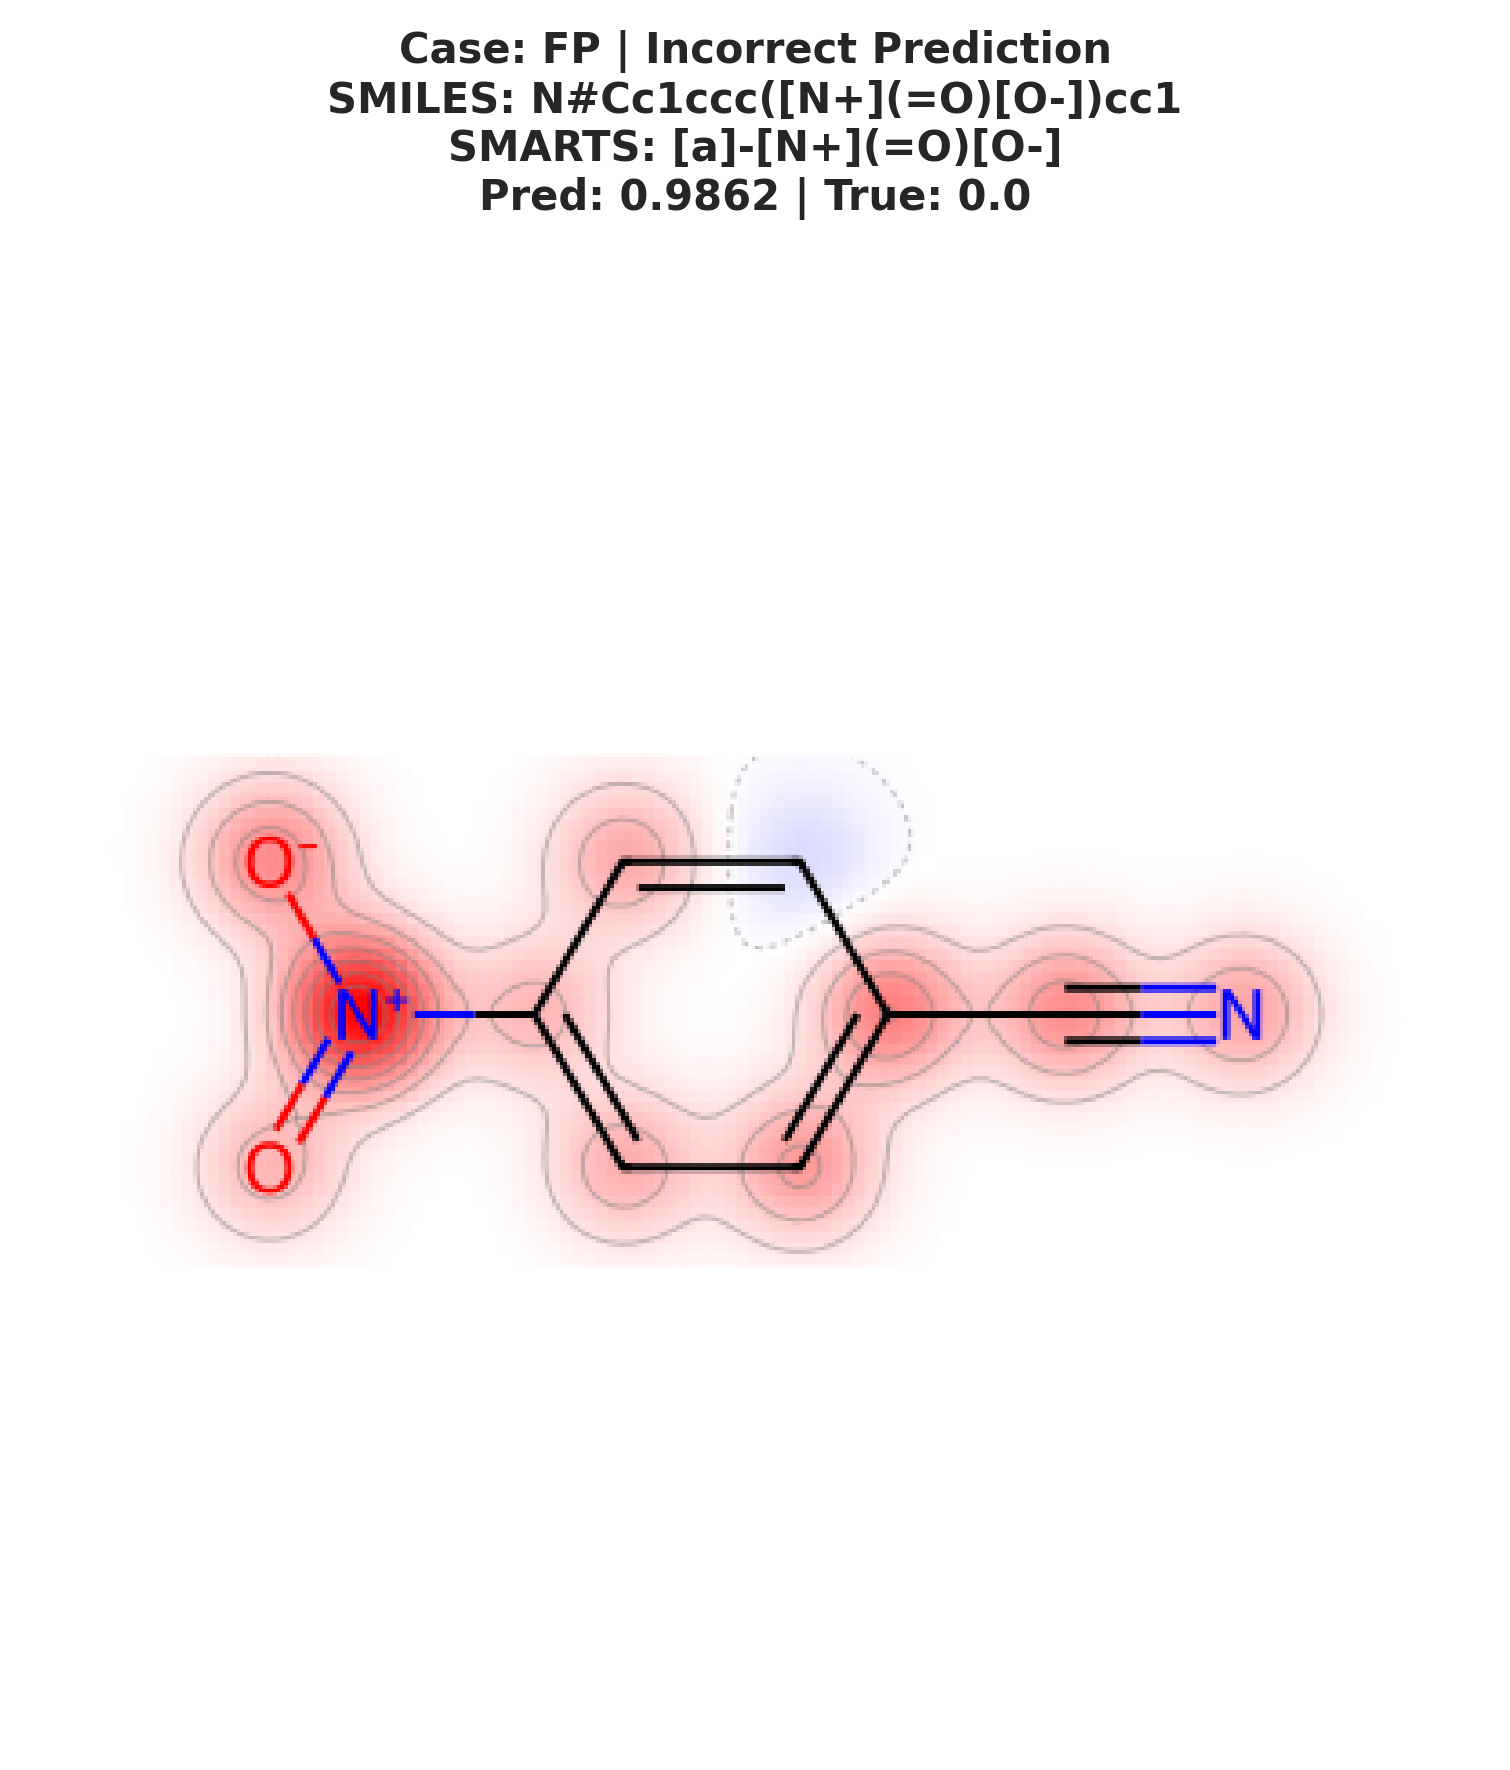 Case: FP | Incorrect Prediction
SMILES: N#Cc1ccc([N+](=O)[O-])cc1
SMARTS: [a]-[N+](=O)[O-]
Pred: 0.9862 | True: 0.0
O⁻
N⁺
N
O